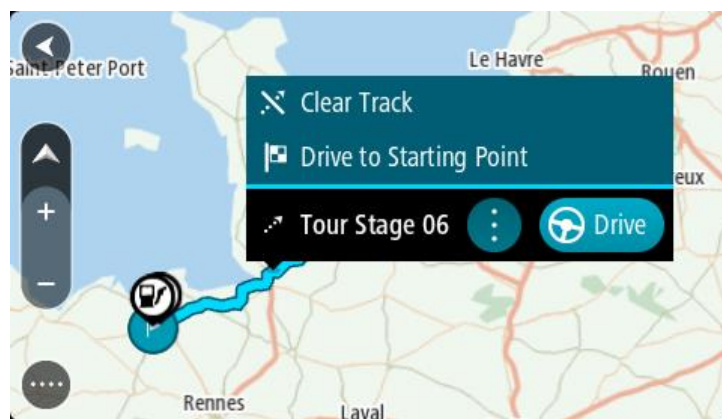 Saint Peter Port
Le Havre
Rouen
Clear Track
Drive to Starting Point
eux
Tour Stage 06
Drive
+
−
Rennes
Laval